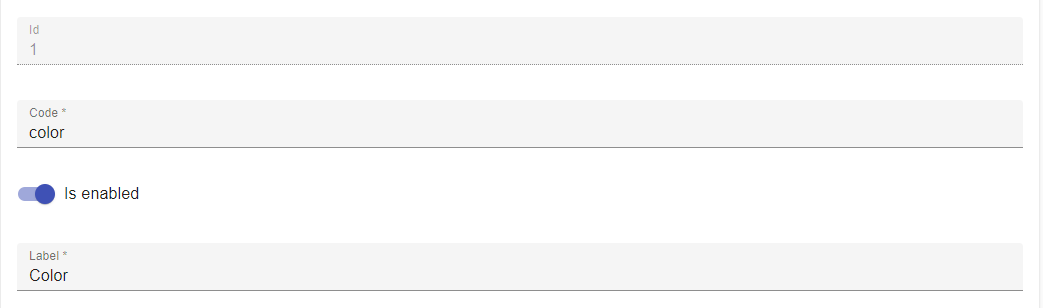 Id
1
Code *
color
Is enabled
Label *
Color